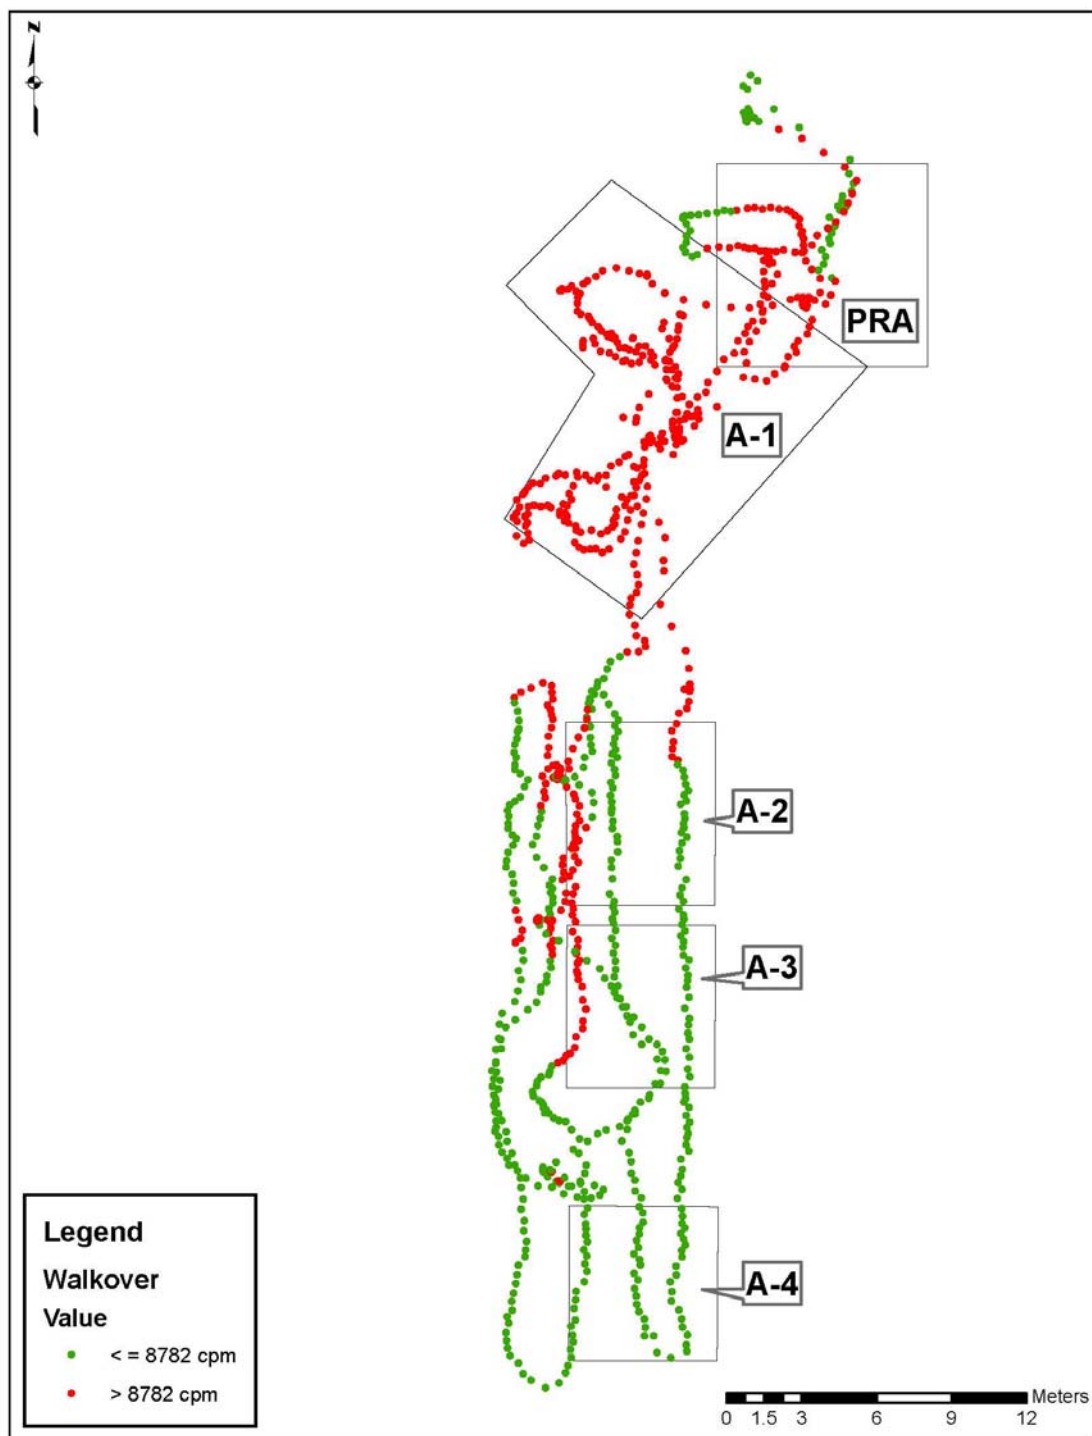 z
PRA
A-1
A-2
A-3
A-4
Legend
Walkover
Value
< = 8782 cpm
> 8782 cpm
Meters
0 1.5 3 6 9 12